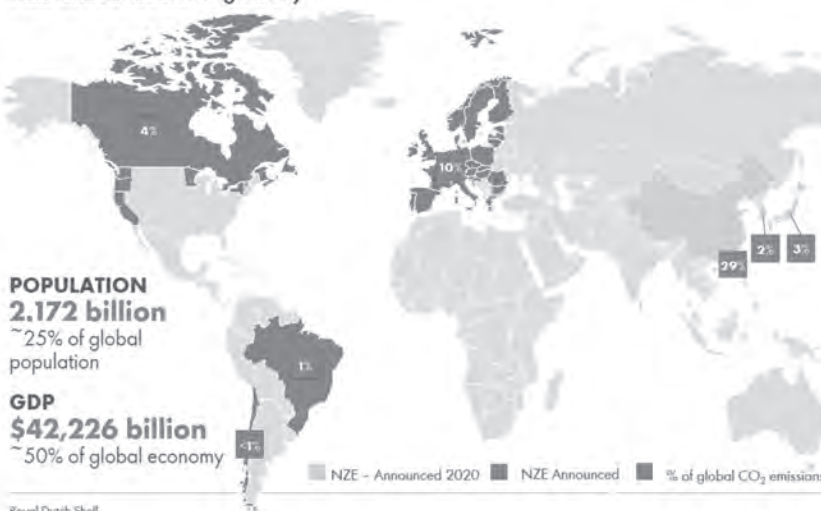 4%
10%
29%
2%
3%
POPULATION
2.172 billion
~25% of global
population
1%
GDP
$42,226 billion
~50% of global economy
<1%
NZE – Announced 2020
NZE Announced
% of global CO₂ emissions
Royal Dutch Shell